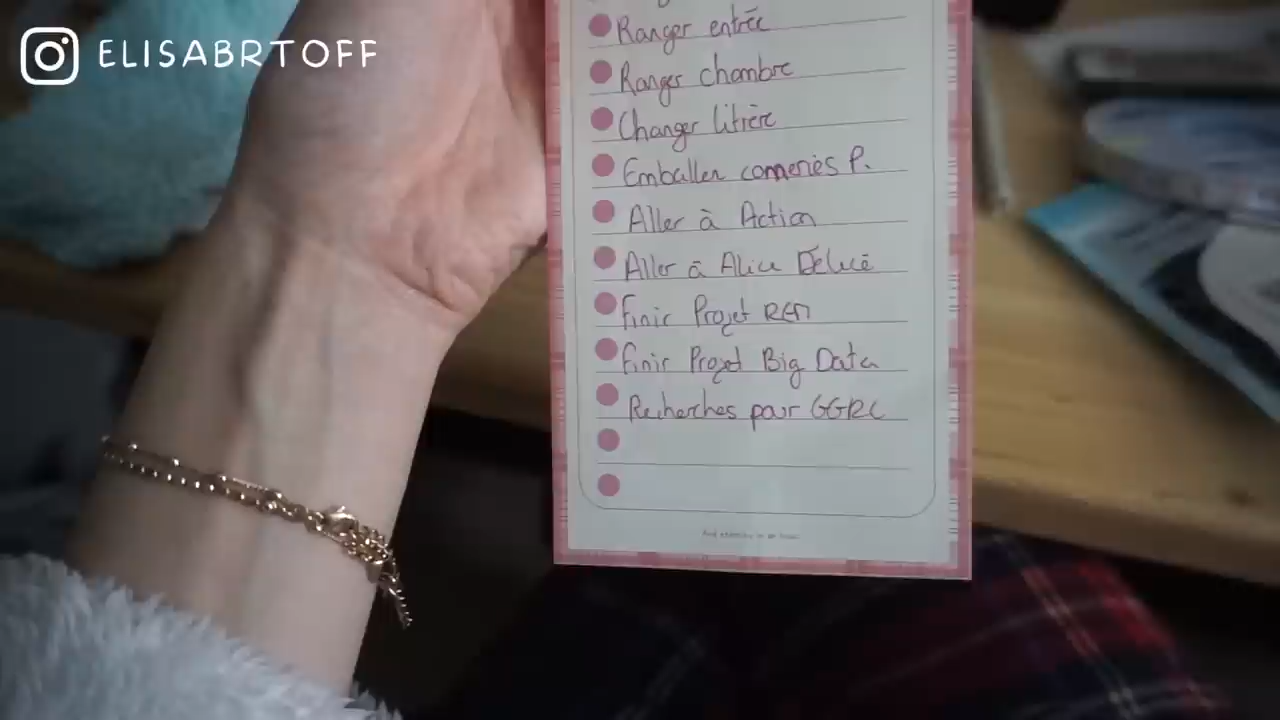 ELISABRTOFF
Ranger entrée
Ranger chambre
Changer litière
Emballer conneries P.
Aller à Action
Aller à Alice Délice
Finir Projet
Finir Projet Big Data
Recherches pour GGRC